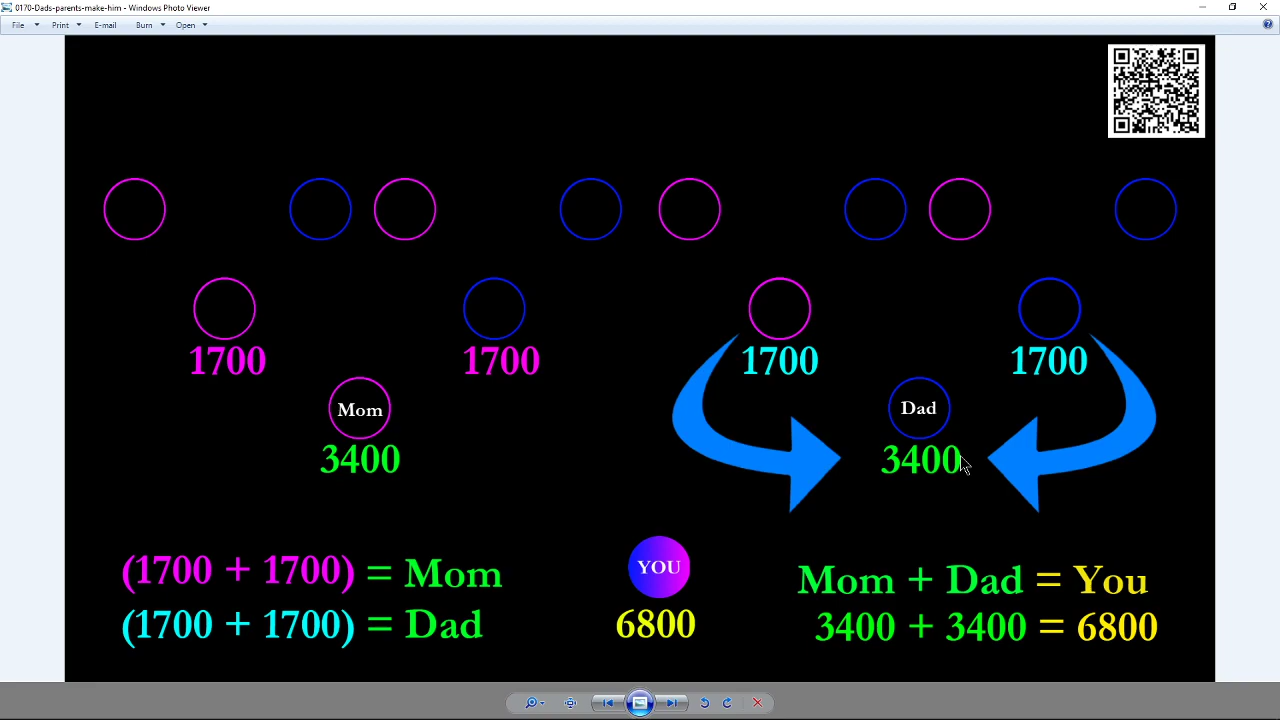 0170-Dads-parents-make-him - Windows Photo Viewer
File Print E-mail Burn Open
1700 1700 1700 1700
Mom Dad
3400 3400
YOU
(1700 + 1700) = Mom
Mom + Dad = You
(1700 + 1700) = Dad
6800
3400 + 3400 = 6800